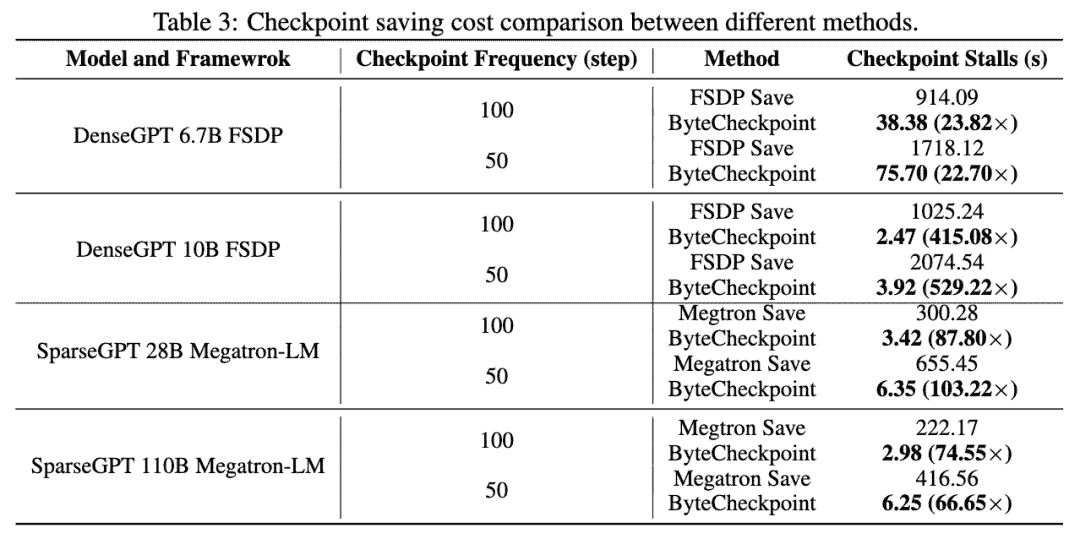 Table 3: Checkpoint saving cost comparison between different methods.
Model and Framewrok Checkpoint Frequency (step) Method Checkpoint Stalls (s)
DenseGPT 6.7B FSDP
100
FSDP Save 914.09
ByteCheckpoint 38.38 (23.82×)
50
FSDP Save 1718.12
ByteCheckpoint 75.70 (22.70×)
DenseGPT 10B FSDP
100
FSDP Save 1025.24
ByteCheckpoint 2.47 (415.08×)
50
FSDP Save 2074.54
ByteCheckpoint 3.92 (529.22×)
SparseGPT 28B Megatron-LM
100
Megtron Save 300.28
ByteCheckpoint 3.42 (87.80×)
50
Megatron Save 655.45
ByteCheckpoint 6.35 (103.22×)
SparseGPT 110B Megatron-LM
100
Megtron Save 222.17
ByteCheckpoint 2.98 (74.55×)
50
Megatron Save 416.56
ByteCheckpoint 6.25 (66.65×)